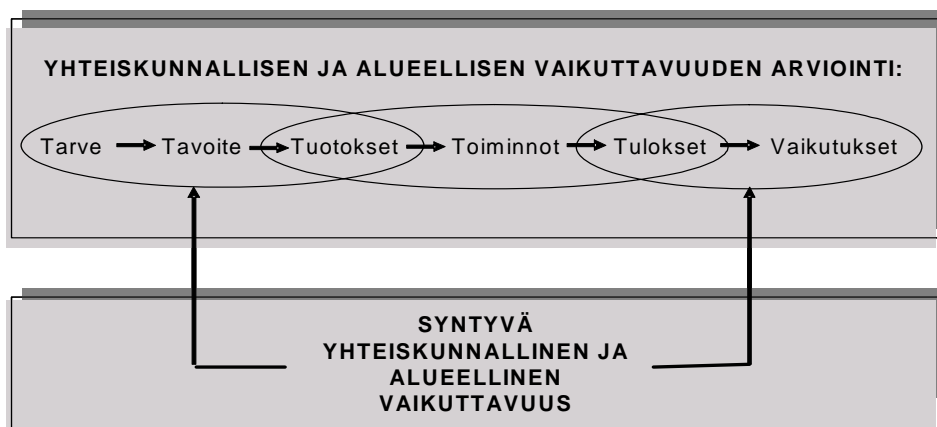 YHTEISKUNNALLISEN JA ALUEELLISEN VAIKUTTAVUUDEN ARVIOINTI:
Tarve Tavoite Tuotokset Toiminnot Tulokset Vaikutukset
SYNTYVÄ
YHTEISKUNNALLINEN JA
ALUEELLINEN
VAIKUTTAVUUS